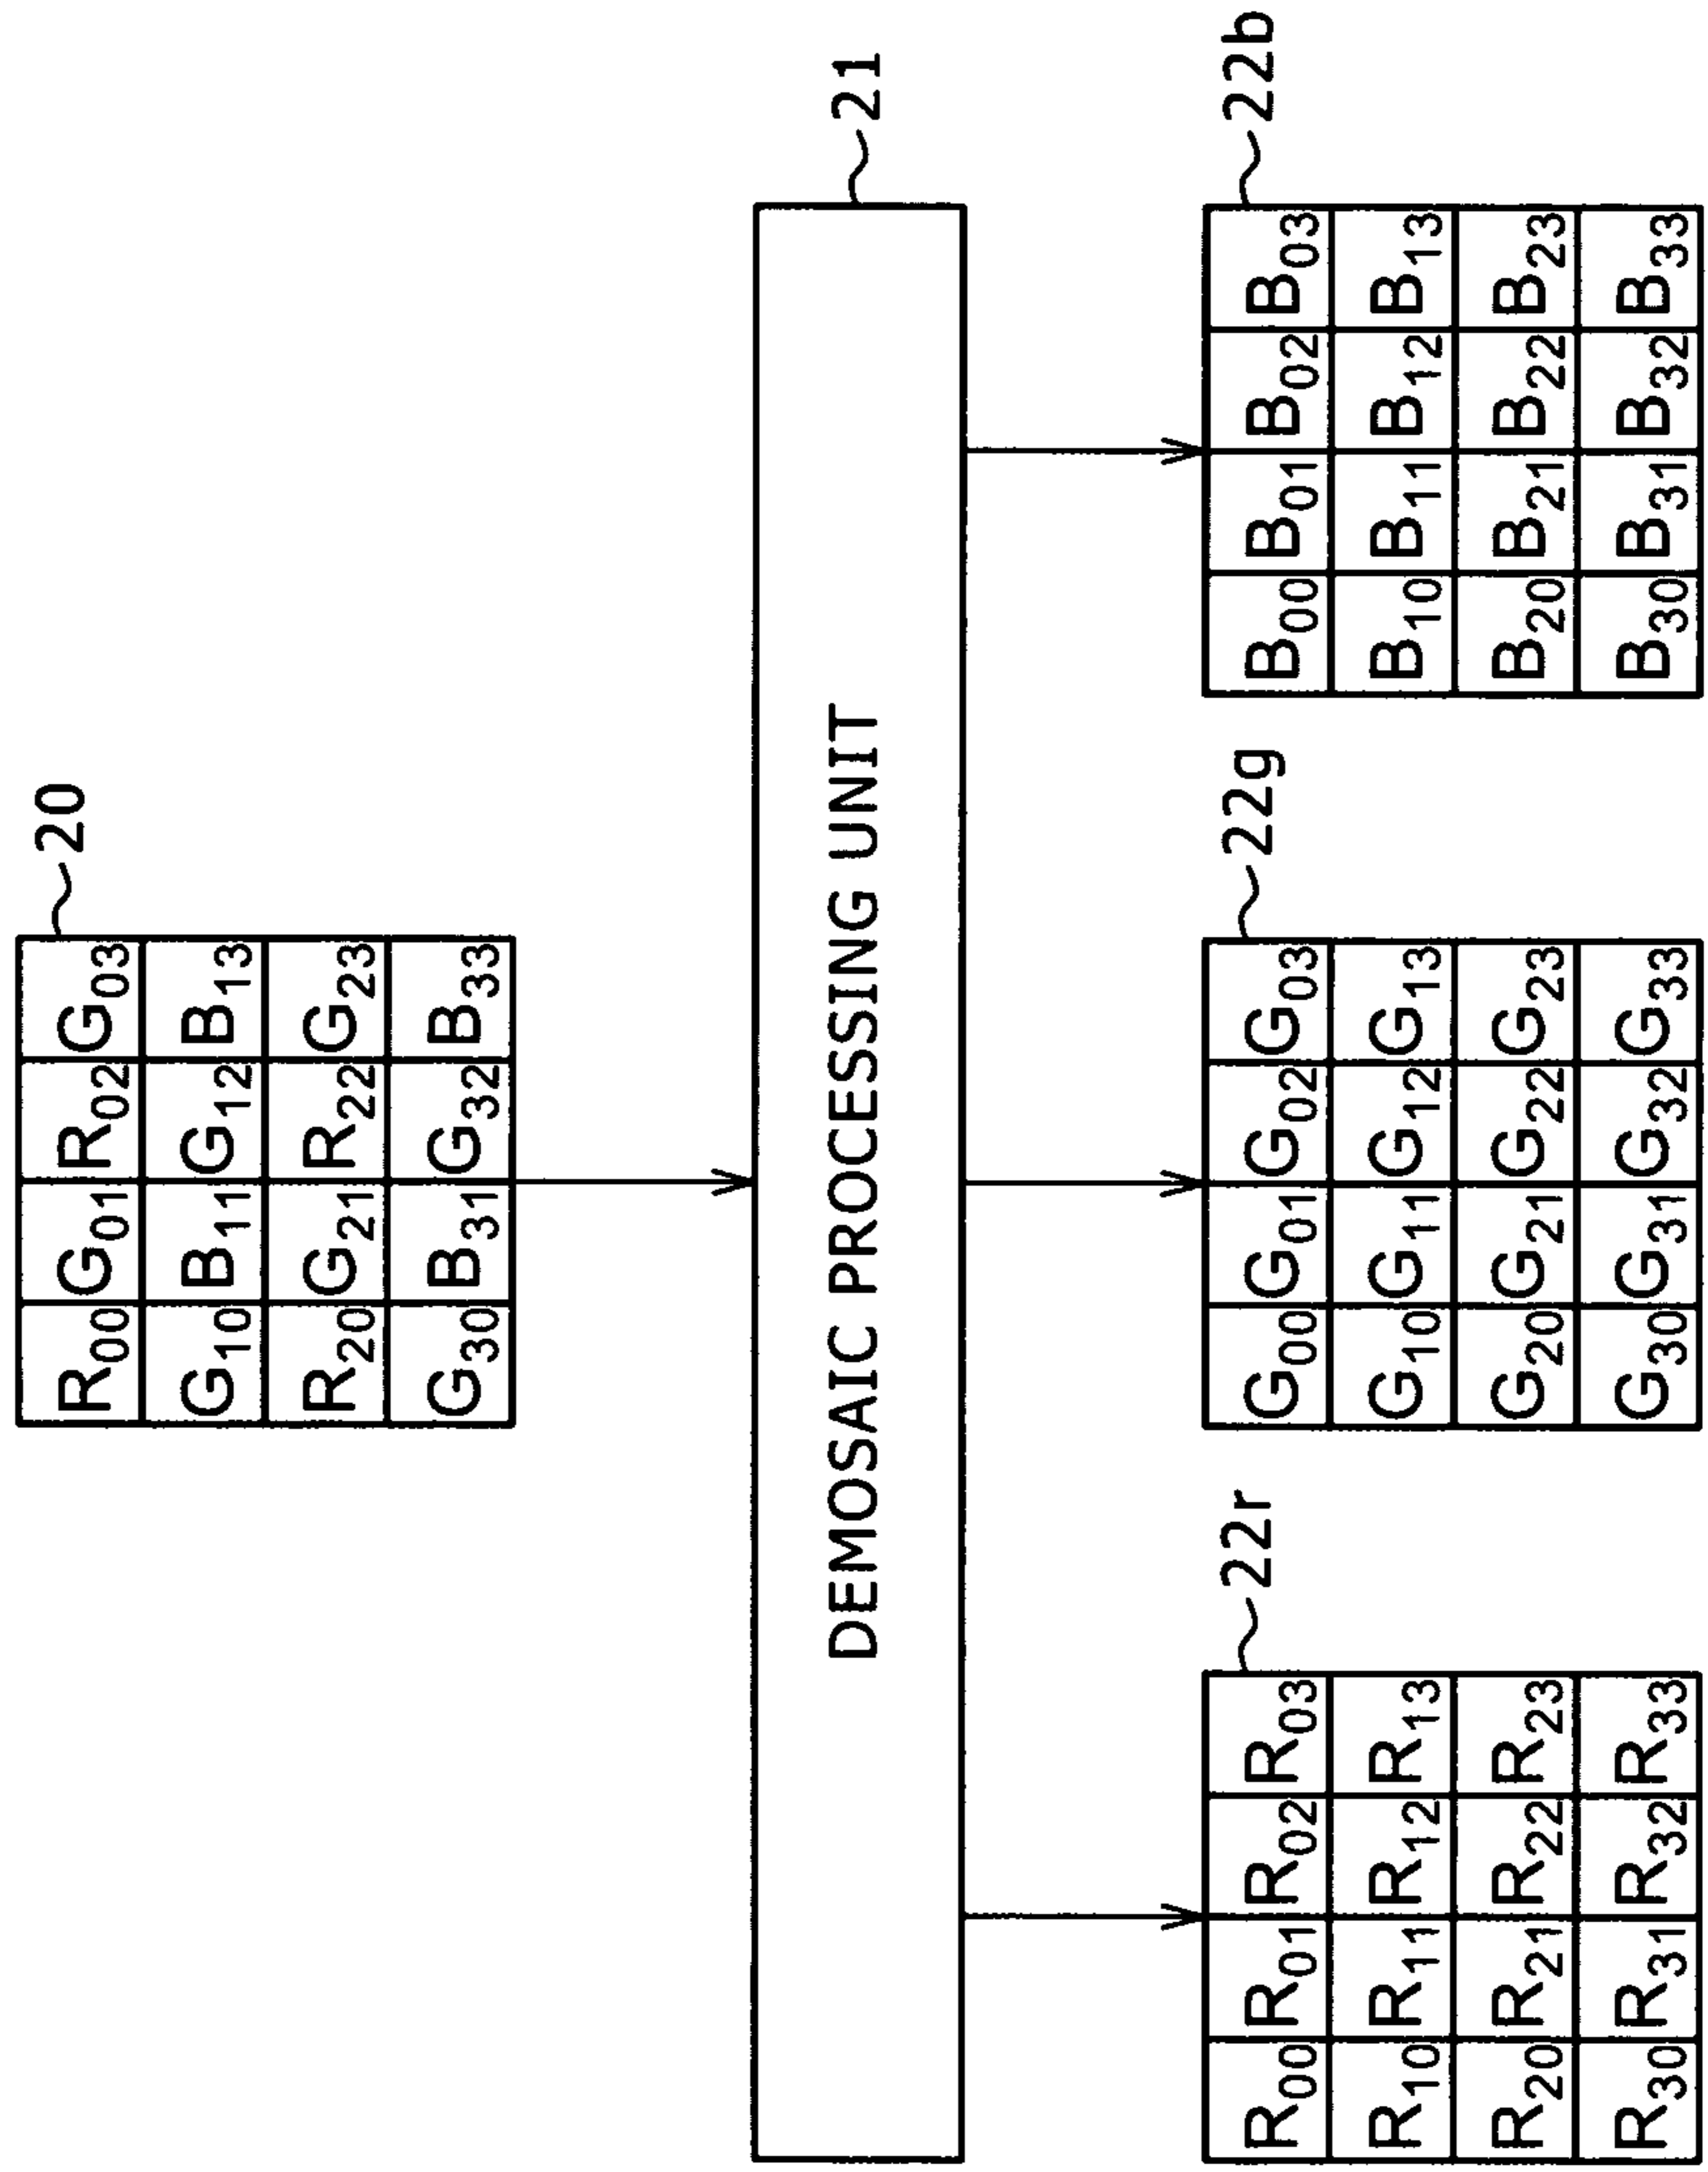 20
R00 G01 R02 G03
G10 B11 G12 B13
R20 G21 R22 G23
G30 B31 G32 B33
DEMOSAIC PROCESSING UNIT
21
22r
R00 R01 R02 R03
R10 R11 R12 R13
R20 R21 R22 R23
R30 R31 R32 R33
22g
G00 G01 G02 G03
G10 G11 G12 G13
G20 G21 G22 G23
G30 G31 G32 G33
22b
B00 B01 B02 B03
B10 B11 B12 B13
B20 B21 B22 B23
B30 B31 B32 B33